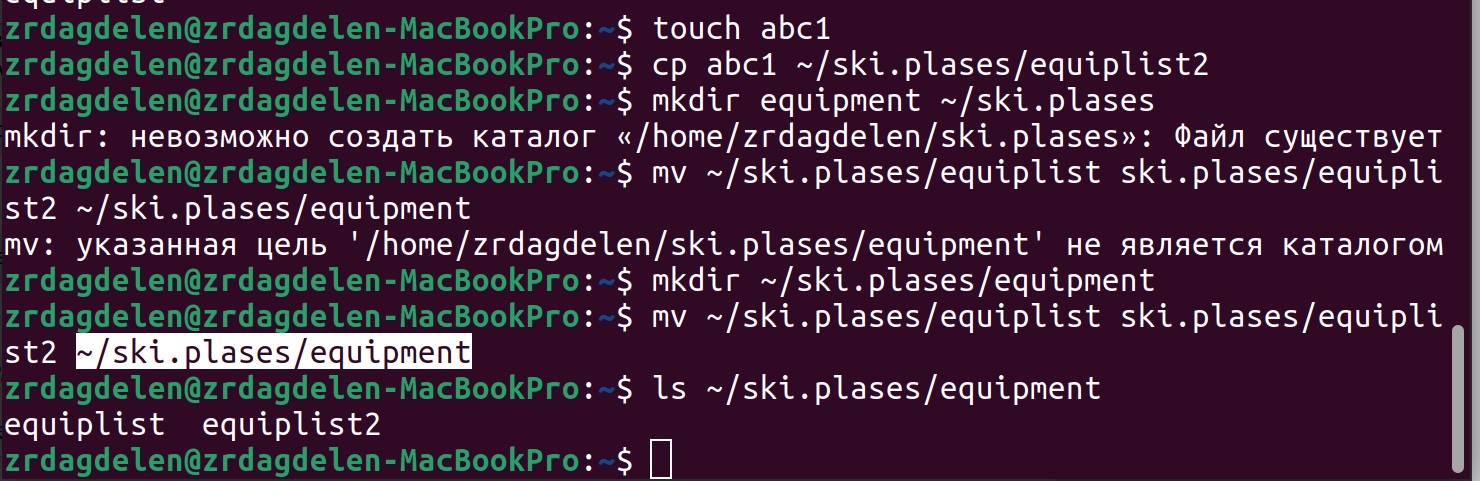 equiplist
zrdagdelen@zrdagdelen-MacBookPro:~$ touch abc1
zrdagdelen@zrdagdelen-MacBookPro:~$ cp abc1 ~/ski.plases/equiplist2
zrdagdelen@zrdagdelen-MacBookPro:~$ mkdir equipment ~/ski.plases
mkdir: невозможно создать каталог «/home/zrdagdelen/ski.plases»: Файл существует
zrdagdelen@zrdagdelen-MacBookPro:~$ mv ~/ski.plases/equiplist ski.plases/equipli
st2 ~/ski.plases/equipment
mv: указанная цель '/home/zrdagdelen/ski.plases/equipment' не является каталогом
zrdagdelen@zrdagdelen-MacBookPro:~$ mkdir ~/ski.plases/equipment
zrdagdelen@zrdagdelen-MacBookPro:~$ mv ~/ski.plases/equiplist ski.plases/equipli
st2 ~/ski.plases/equipment
zrdagdelen@zrdagdelen-MacBookPro:~$ ls ~/ski.plases/equipment
equiplist  equiplist2
zrdagdelen@zrdagdelen-MacBookPro:~$